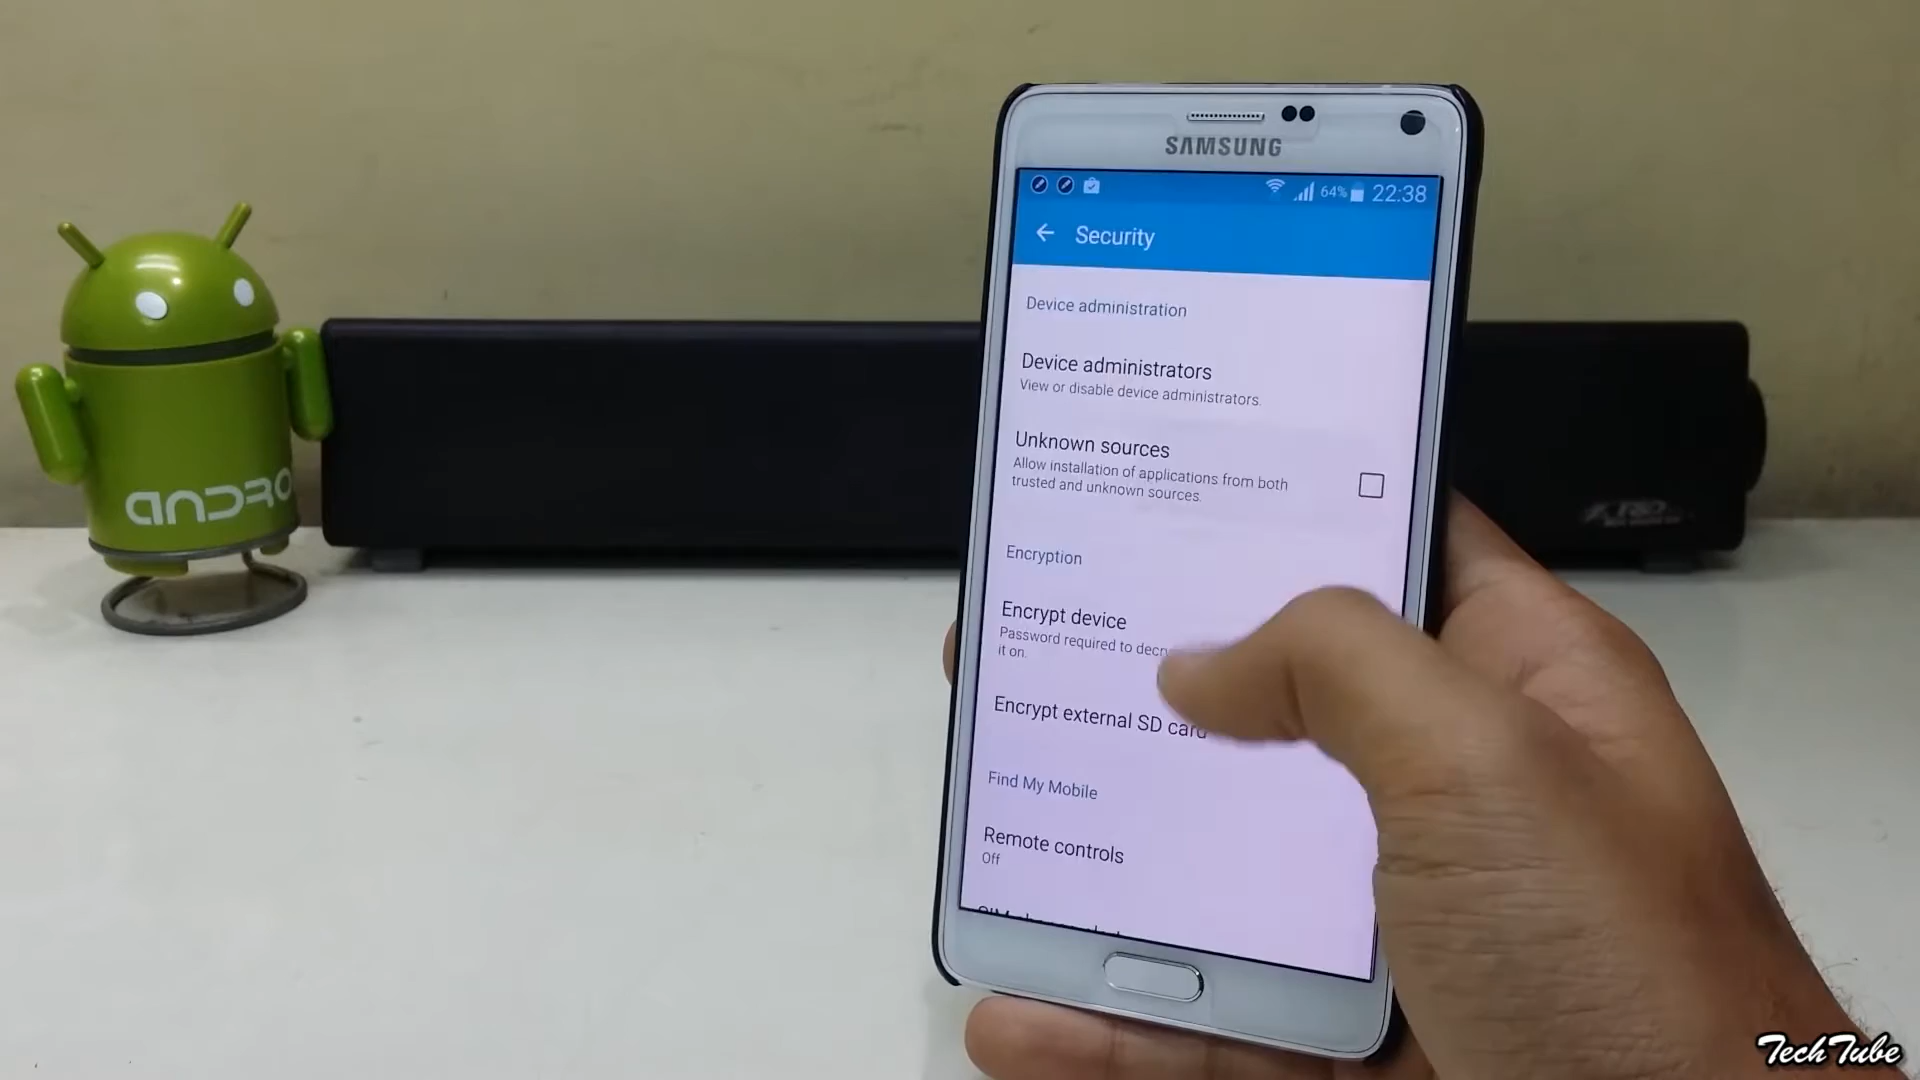 SAMSUNG
64% 22:38
Security
Device administration
Device administrators
View or disable device administrators.
Unknown sources
Allow installation of applications from both
trusted and unknown sources.
Encryption
Encrypt device
Password required to decry
it on.
Encrypt external SD card
Find My Mobile
Remote controls
Off
ANDRO
TechTube